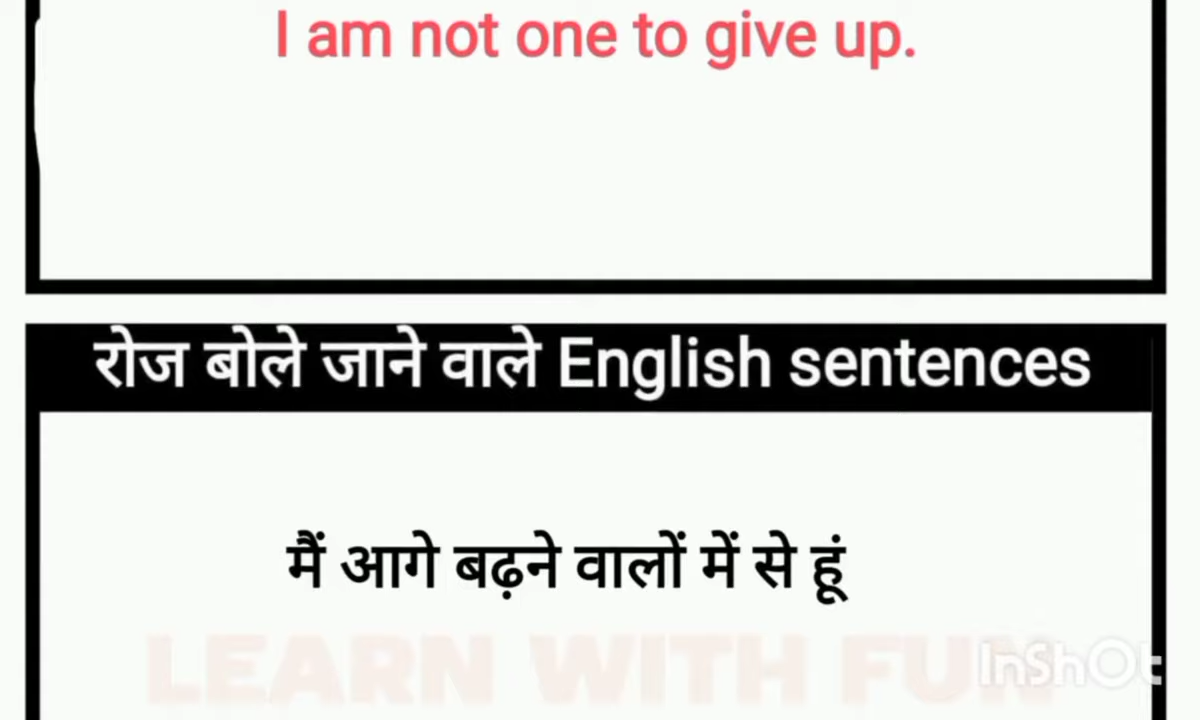 I am not one to give up.
रोज बोले जाने वाले English sentences
मैं आगे बढ़ने वालों में से हूं
LEARN WITH FUN
InShOt